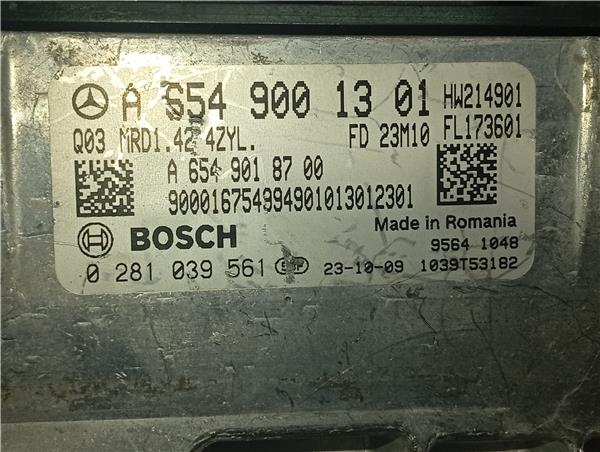 A 654 900 13 01 HW214901
Q03 MRD1.42 4ZYL. FD 23M10 FL173601
A 654 901 87 00
900016754994901013012301
BOSCH Made in Romania
9564 1048
0 281 039 561 23-10-09 1039T53182